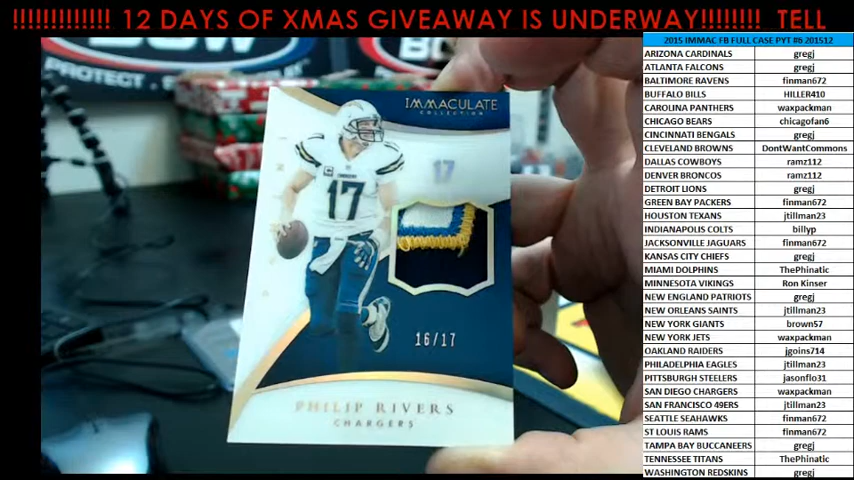 !!!!!!!!!!!!! 12 DAYS OF XMAS GIVEAWAY IS UNDERWAY!!!!!!!! TELL
PROTECT.
IMMACULATE
COLLECTION
17
17
16/17
PHILIP RIVERS
CHARGERS
2015 IMMAC FB FULL CASE PYT #6 201512
ARIZONA CARDINALS gregj
ATLANTA FALCONS gregj
BALTIMORE RAVENS finman672
BUFFALO BILLS HILLER410
CAROLINA PANTHERS waxpackman
CHICAGO BEARS chicagofan6
CINCINNATI BENGALS gregj
CLEVELAND BROWNS DontWantCommons
DALLAS COWBOYS ramz112
DENVER BRONCOS ramz112
DETROIT LIONS gregj
GREEN BAY PACKERS finman672
HOUSTON TEXANS jtillman23
INDIANAPOLIS COLTS billyp
JACKSONVILLE JAGUARS finman672
KANSAS CITY CHIEFS gregj
MIAMI DOLPHINS ThePhinatic
MINNESOTA VIKINGS Ron Kinser
NEW ENGLAND PATRIOTS gregj
NEW ORLEANS SAINTS jtillman23
NEW YORK GIANTS brown57
NEW YORK JETS waxpackman
OAKLAND RAIDERS jgoins714
PHILADELPHIA EAGLES jtillman23
PITTSBURGH STEELERS jasonflo31
SAN DIEGO CHARGERS waxpackman
SAN FRANCISCO 49ERS jtillman23
SEATTLE SEAHAWKS finman672
ST LOUIS RAMS finman672
TAMPA BAY BUCCANEERS gregj
TENNESSEE TITANS ThePhinatic
WASHINGTON REDSKINS gregj